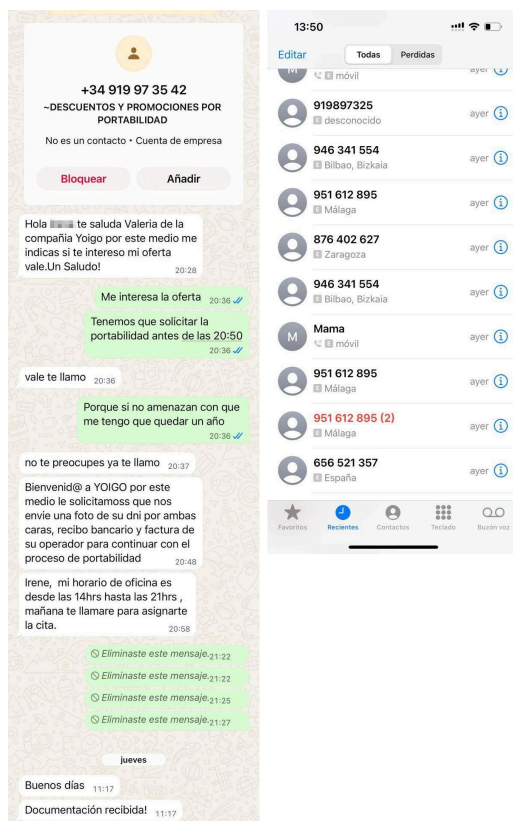 +34 919 97 35 42
~DESCUENTOS Y PROMOCIONES POR
PORTABILIDAD
No es un contacto • Cuenta de empresa
Bloquear
Añadir
Hola te saluda Valeria de la
compañia Yoigo por este medio me
indicas si te intereso mi oferta
vale.Un Saludo!
20:28
Me interesa la oferta 20:36
Tenemos que solicitar la
portabilidad antes de las 20:50
20:36
vale te llamo 20:36
Porque si no amenazan con que
me tengo que quedar un año
20:36
no te preocupes ya te llamo 20:37
Bienvenid@ a YOIGO por este
medio le solicitamoss que nos
envie una foto de su dni por ambas
caras, recibo bancario y factura de
su operador para continuar con el
proceso de portabilidad 20:48
Irene, mi horario de oficina es
desde las 14hrs hasta las 21hrs ,
mañana te llamare para asignarte
la cita. 20:58
Eliminaste este mensaje. 21:22
Eliminaste este mensaje. 21:22
Eliminaste este mensaje. 21:25
Eliminaste este mensaje. 21:27
jueves
Buenos días 11:17
Documentación recibida! 11:17
13:50
Editar
Todas
Perdidas
M
E móvil
ayer
919897325
E desconocido
ayer
946 341 554
E Bilbao, Bizkaia
ayer
951 612 895
E Málaga
ayer
876 402 627
E Zaragoza
ayer
946 341 554
E Bilbao, Bizkaia
ayer
M
Mama
E móvil
ayer
951 612 895
E Málaga
ayer
951 612 895 (2)
E Málaga
ayer
656 521 357
E España
ayer
Favoritos
Recientes
Contactos
Teclado
Buzón voz